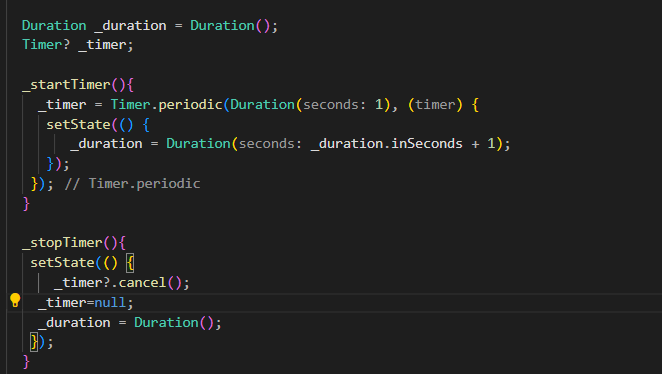 Duration _duration = Duration();
Timer? _timer;
_startTimer(){
_timer = Timer.periodic(Duration(seconds: 1), (timer) {
setState(() {
_duration = Duration(seconds: _duration.inSeconds + 1);
});
}); // Timer.periodic
}
_stopTimer(){
setState(() {
_timer?.cancel();
_timer=null;
_duration = Duration();
});
}